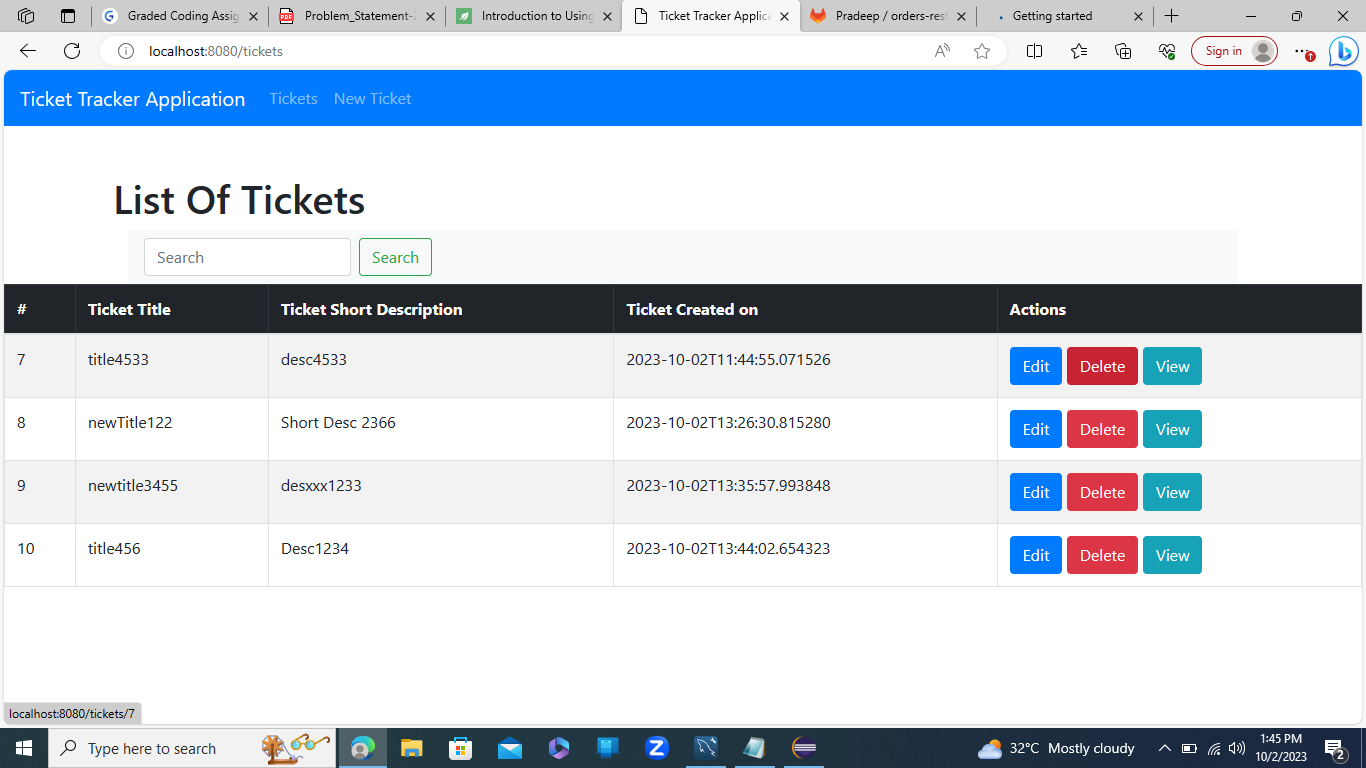 Graded Coding Assig
Problem_Statement-
Introduction to Using
Ticket Tracker Applica
Pradeep / orders-rest
Getting started
localhost:8080/tickets
Sign in
Ticket Tracker Application Tickets New Ticket
List Of Tickets
Search Search
# Ticket Title Ticket Short Description Ticket Created on Actions
7 title4533 desc4533 2023-10-02T11:44:55.071526 Edit Delete View
8 newTitle122 Short Desc 2366 2023-10-02T13:26:30.815280 Edit Delete View
9 newtitle3455 desxxx1233 2023-10-02T13:35:57.993848 Edit Delete View
10 title456 Desc1234 2023-10-02T13:44:02.654323 Edit Delete View
localhost:8080/tickets/7
Type here to search
32°C Mostly cloudy
1:45 PM
10/2/2023
2